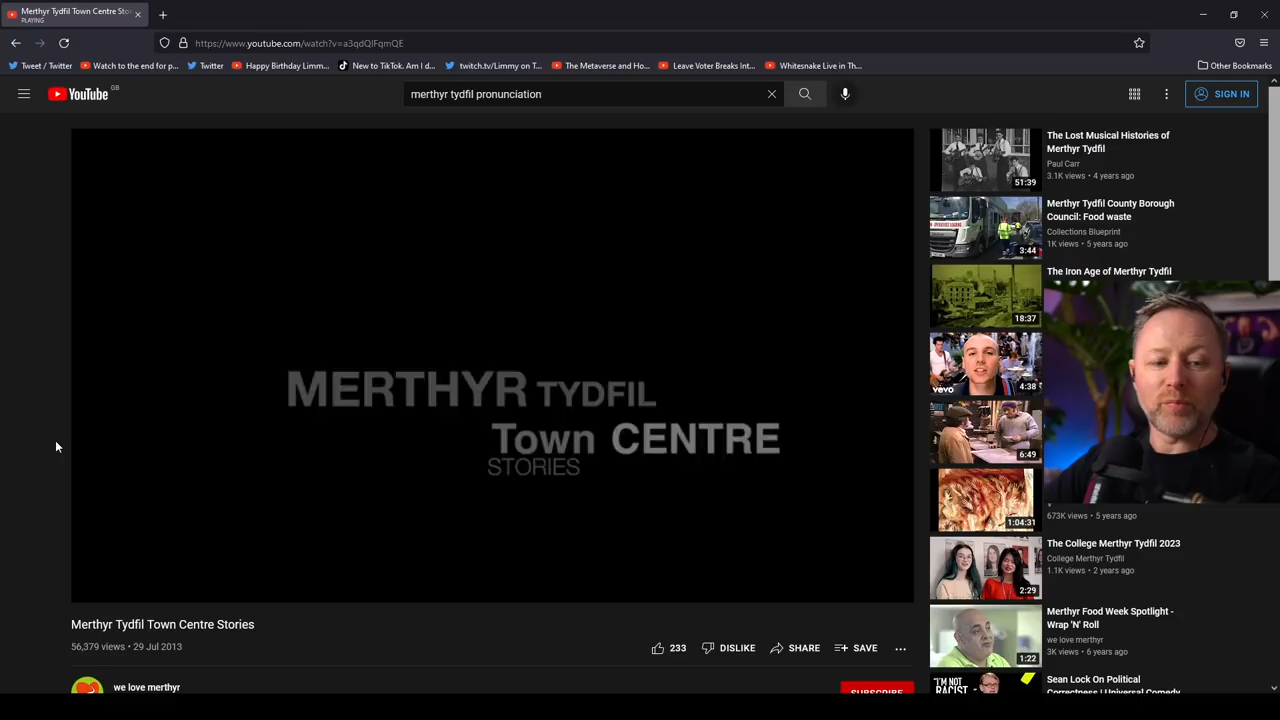 Merthyr Tydfil Town Centre Stor
PLAYING
https://www.youtube.com/watch?v=a3qdQIFqmQE
Tweet / Twitter
Watch to the end for p...
Twitter
Happy Birthday Limm...
New to TikTok. Am I d...
twitch.tv/Limmy on T...
The Metaverse and Ho...
Leave Voter Breaks Int...
Whitesnake Live in Th...
Other Bookmarks
YouTube GB
merthyr tydfil pronunciation
SIGN IN
MERTHYR TYDFIL
Town CENTRE
STORIES
Merthyr Tydfil Town Centre Stories
56,379 views • 29 Jul 2013
233
DISLIKE
SHARE
SAVE
we love merthyr
SUBSCRIBE
51:39
The Lost Musical Histories of
Merthyr Tydfil
Paul Carr
3.1K views • 4 years ago
3:44
Merthyr Tydfil County Borough
Council: Food waste
Collections Blueprint
1K views • 5 years ago
18:37
The Iron Age of Merthyr Tydfil
vevo
4:38
6:49
1:04:31
673K views • 5 years ago
2:29
The College Merthyr Tydfil 2023
College Merthyr Tydfil
1.1K views • 2 years ago
1:22
Merthyr Food Week Spotlight -
Wrap 'N' Roll
we love merthyr
3K views • 6 years ago
"I'M NOT
RACIST
Sean Lock On Political
Correctness | Universal Comedy